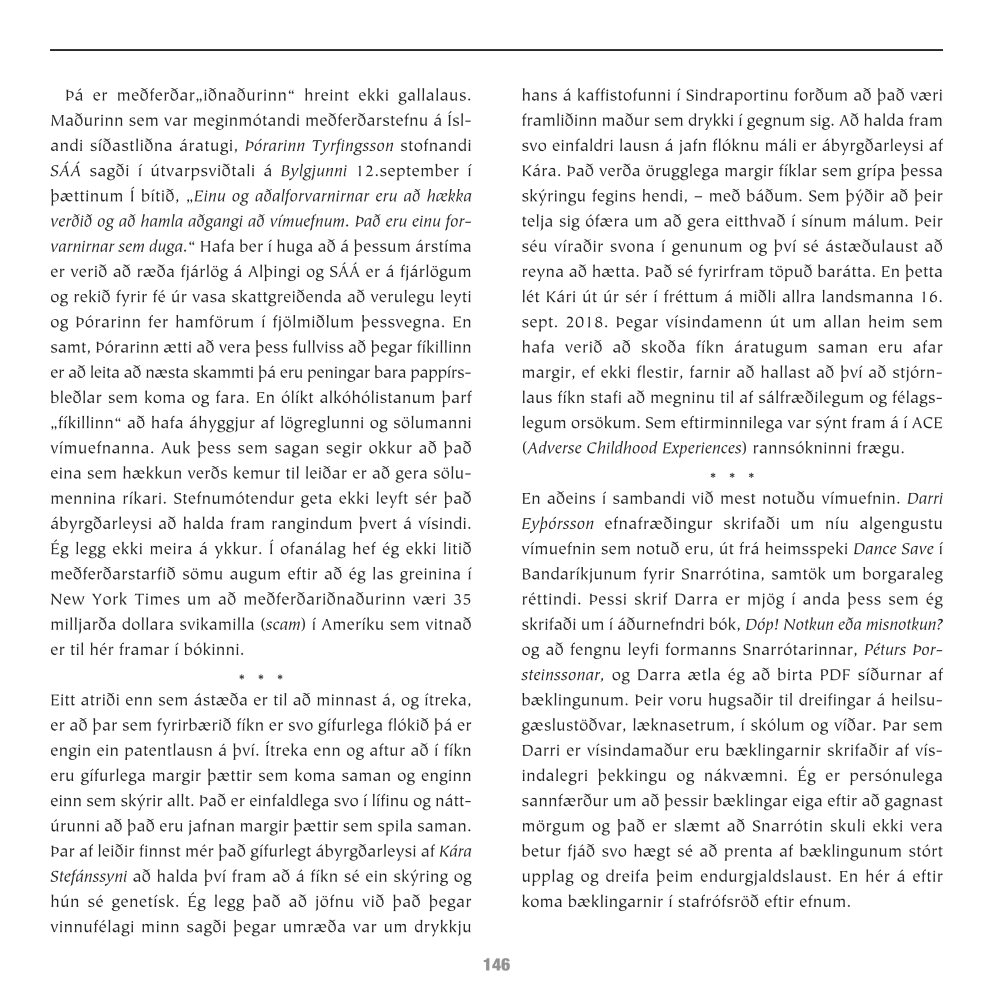 Þá er meðferðar„iðnaðurinn“ hreint ekki gallalaus.
Maðurinn sem var meginmótandi meðferðarstefnu á Ísl-
andi síðastliðna áratugi, Þórarinn Tyrfingsson stofnandi
SÁÁ sagði í útvarpsviðtali á Bylgjunni 12.september í
þættinum Í bítið, „Einu og aðalforvarnirnar eru að hækka
verðið og að hamla aðgangi að vímuefnum. Það eru einu for-
varnirnar sem duga.“ Hafa ber í huga að á þessum árstíma
er verið að ræða fjárlög á Alþingi og SÁÁ er á fjárlögum
og rekið fyrir fé úr vasa skattgreiðenda að verulegu leyti
og Þórarinn fer hamförum í fjölmiðlum þessvegna. En
samt, Þórarinn ætti að vera þess fullviss að þegar fíkillinn
er að leita að næsta skammti þá eru peningar bara pappírs-
bleðlar sem koma og fara. En ólíkt alkóhólistanum þarf
„fíkillinn“ að hafa áhyggjur af lögreglunni og sölumanni
vímuefnanna. Auk þess sem sagan segir okkur að það
eina sem hækkun verðs kemur til leiðar er að gera sölu-
mennina ríkari. Stefnumótendur geta ekki leyft sér það
ábyrgðarleysi að halda fram rangindum þvert á vísindi.
Ég legg ekki meira á ykkur. Í ofanálag hef ég ekki litið
meðferðarstarfið sömu augum eftir að ég las greinina í
New York Times um að meðferðariðnaðurinn væri 35
milljarða dollara svikamilla (scam) í Ameríku sem vitnað
er til hér framar í bókinni.
* * *
Eitt atriði enn sem ástæða er til að minnast á, og ítreka,
er að þar sem fyrirbærið fíkn er svo gífurlega flókið þá er
engin ein patentlausn á því. Ítreka enn og aftur að í fíkn
eru gífurlega margir þættir sem koma saman og enginn
einn sem skýrir allt. Það er einfaldlega svo í lífinu og nátt-
úrunni að það eru jafnan margir þættir sem spila saman.
Þar af leiðir finnst mér það gífurlegt ábyrgðarleysi af Kára
Stefánssyni að halda því fram að á fíkn sé ein skýring og
hún sé genetísk. Ég legg það að jöfnu við það þegar
vinnufélagi minn sagði þegar umræða var um drykkju
hans á kaffistofunni í Sindraportinu forðum að það væri
framliðinn maður sem drykki í gegnum sig. Að halda fram
svo einfaldri lausn á jafn flóknu máli er ábyrgðarleysi af
Kára. Það verða örugglega margir fíklar sem grípa þessa
skýringu fegins hendi, – með báðum. Sem þýðir að þeir
telja sig ófæra um að gera eitthvað í sínum málum. Þeir
séu víraðir svona í genunum og því sé ástæðulaust að
reyna að hætta. Það sé fyrirfram töpuð barátta. En þetta
lét Kári út úr sér í fréttum á miðli allra landsmanna 16.
sept. 2018. Þegar vísindamenn út um allan heim sem
hafa verið að skoða fíkn áratugum saman eru afar
margir, ef ekki flestir, farnir að hallast að því að stjórn-
laus fíkn stafi að megninu til af sálfræðilegum og félags-
legum orsökum. Sem eftirminnilega var sýnt fram á í ACE
(Adverse Childhood Experiences) rannsókninni frægu.
* * *
En aðeins í sambandi við mest notuðu vímuefnin. Darri
Eyþórsson efnafræðingur skrifaði um níu algengustu
vímuefnin sem notuð eru, út frá heimsspeki Dance Save í
Bandaríkjunum fyrir Snarrótina, samtök um borgaraleg
réttindi. Þessi skrif Darra er mjög í anda þess sem ég
skrifaði um í áðurnefndri bók, Dóp! Notkun eða misnotkun?
og að fengnu leyfi formanns Snarrótarinnar, Péturs Þor-
steinssonar, og Darra ætla ég að birta PDF síðurnar af
bæklingunum. Þeir voru hugsaðir til dreifingar á heilsu-
gæslustöðvar, læknasetrum, í skólum og víðar. Þar sem
Darri er vísindamaður eru bæklingarnir skrifaðir af vís-
indalegri þekkingu og nákvæmni. Ég er persónulega
sannfærður um að þessir bæklingar eiga eftir að gagnast
mörgum og það er slæmt að Snarrótin skuli ekki vera
betur fjáð svo hægt sé að prenta af bæklingunum stórt
upplag og dreifa þeim endurgjaldslaust. En hér á eftir
koma bæklingarnir í stafrófsröð eftir efnum.
146